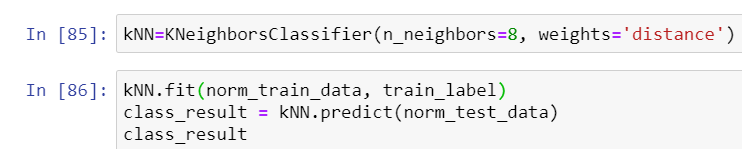 In [85]: kNN=KNeighborsClassifier(n_neighbors=8, weights='distance')
In [86]: kNN.fit(norm_train_data, train_label)
class_result = kNN.predict(norm_test_data)
class_result